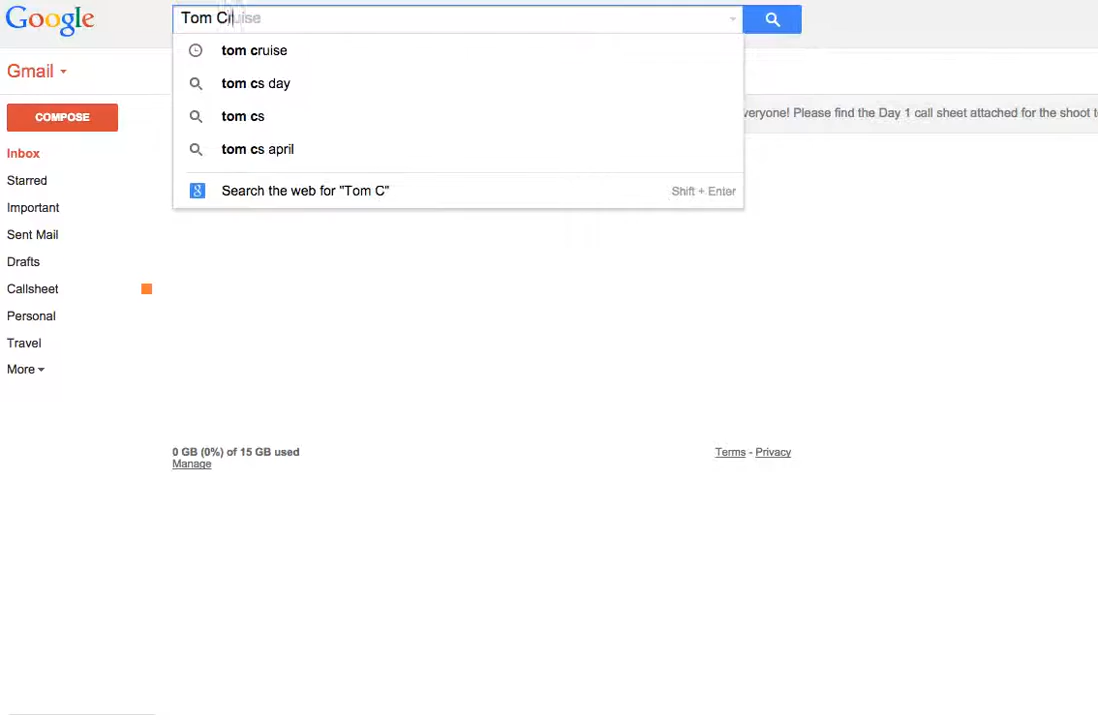 Google
Tom Cruise
tom cruise
tom cs day
tom cs
tom cs april
Search the web for "Tom C"
Shift + Enter
Gmail
veryone! Please find the Day 1 call sheet attached for the shoot t
COMPOSE
Inbox
Starred
Important
Sent Mail
Drafts
Callsheet
Personal
Travel
More
0 GB (0%) of 15 GB used
Manage
Terms - Privacy